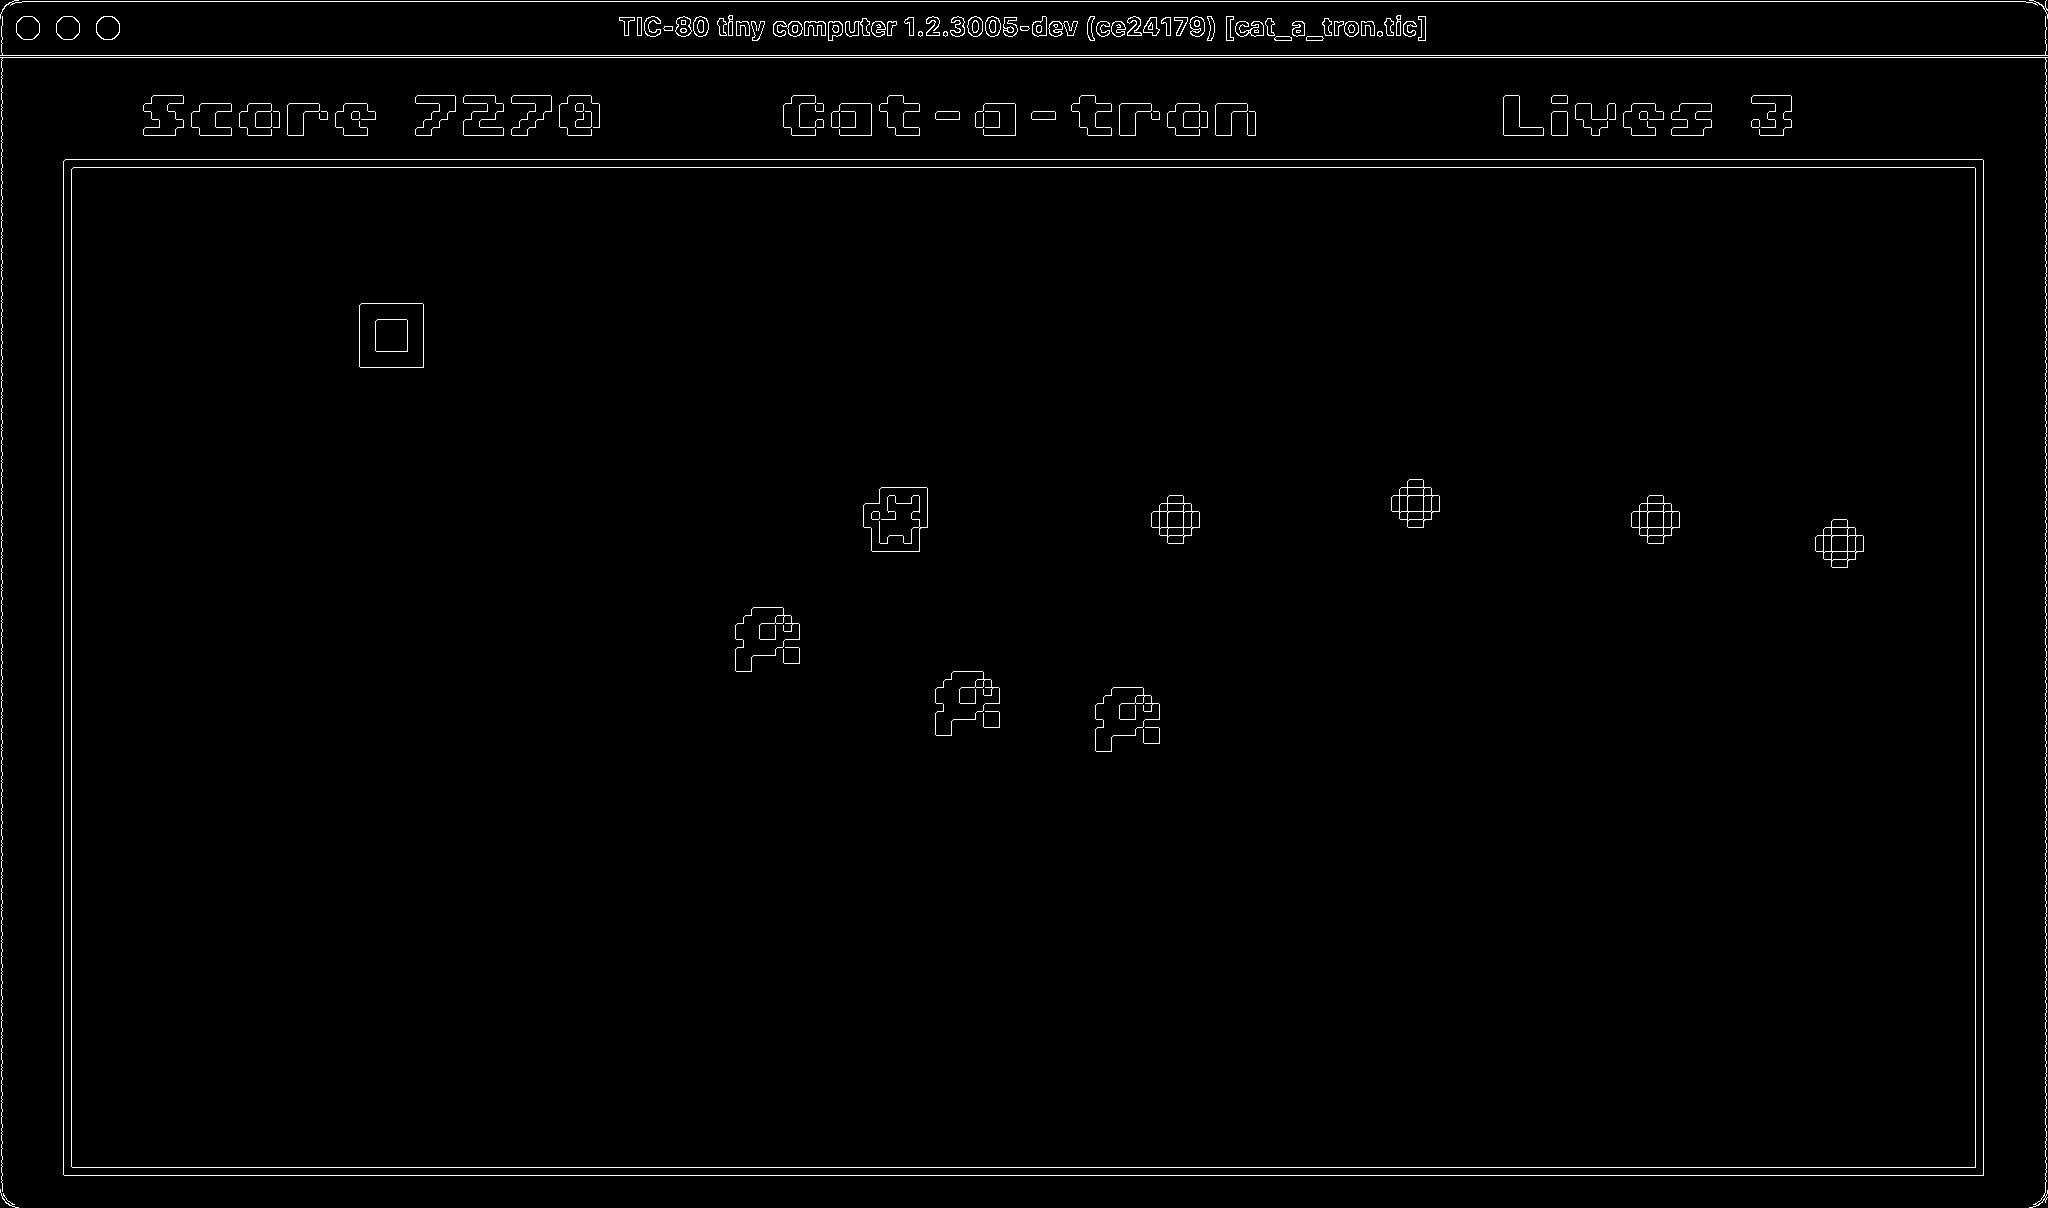 TIC-80 tiny computer 1.2.3005-dev (ce24179) [cat_a_tron.tic]
Score 7270 Cat-a-tron Lives 3